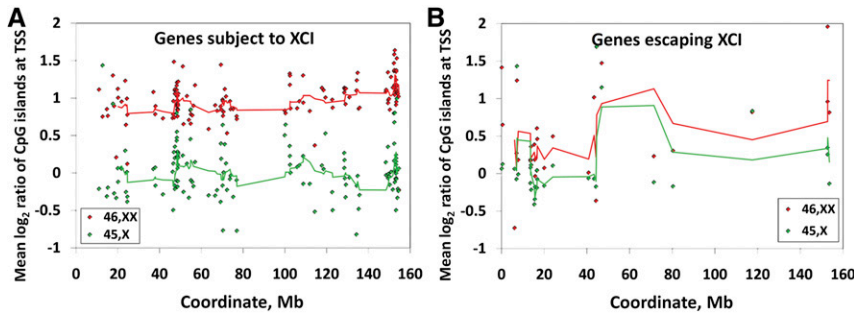 A
Genes subject to XCI
Mean log2 ratio of CpG islands at TSS
2
1.5
1
0.5
0
-0.5
-1
46,XX
45,X
0 20 40 60 80 100 120 140 160
Coordinate, Mb
B
Genes escaping XCI
Mean log2 ratio of CpG islands at TSS
2
1.5
1
0.5
0
-0.5
-1
46,XX
45,X
0 20 40 60 80 100 120 140 160
Coordinate, Mb